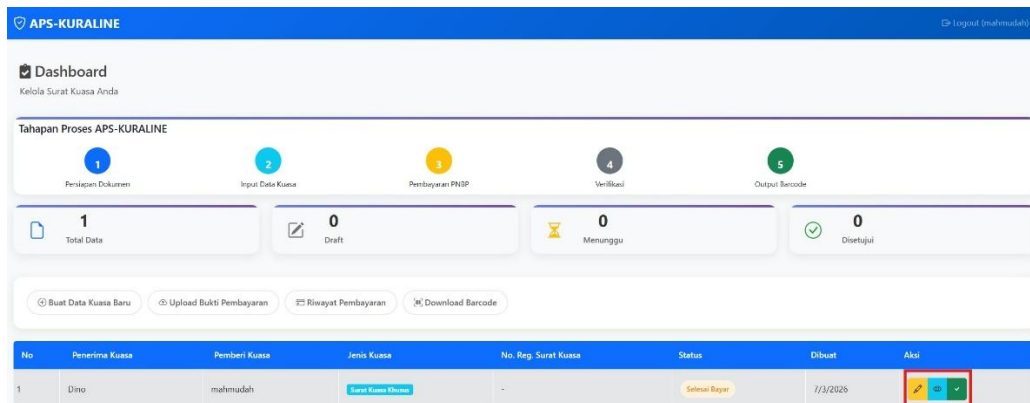 APS-KURALINE
Logout (mahmudah)
Dashboard
Kelola Surat Kuasa Anda
Tahapan Proses APS-KURALINE
1 2 3 4 5
Persiapan Dokumen Input Data Kuasa Pembayaran PNBP Verifikasi Output Barcode
1 0 0 0
Total Data Draft Menunggu Disetujui
Buat Data Kuasa Baru Upload Bukti Pembayaran Riwayat Pembayaran Download Barcode
No Penerima Kuasa Pemberi Kuasa Jenis Kuasa No. Reg. Surat Kuasa Status Dibuat Aksi
1 Dino mahmudah Surat Kuasa Khusus - Selesai Bayar 7/3/2026